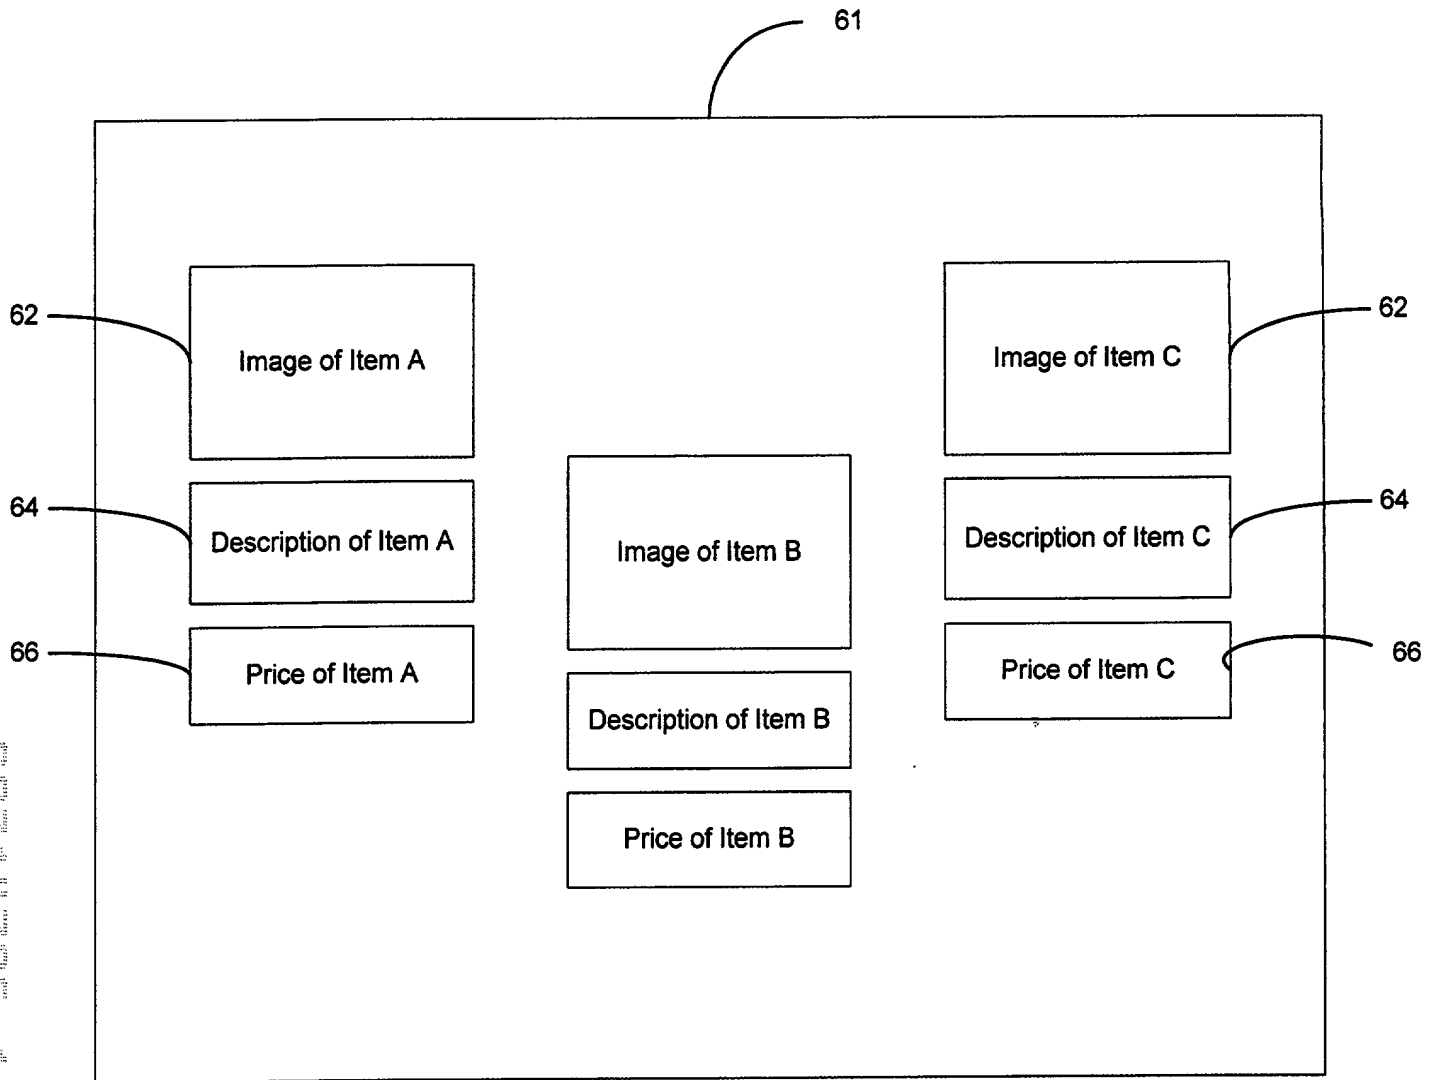 61
62
Image of Item A
64
Description of Item A
66
Price of Item A
Image of Item B
Description of Item B
Price of Item B
Image of Item C
62
Description of Item C
64
Price of Item C
66